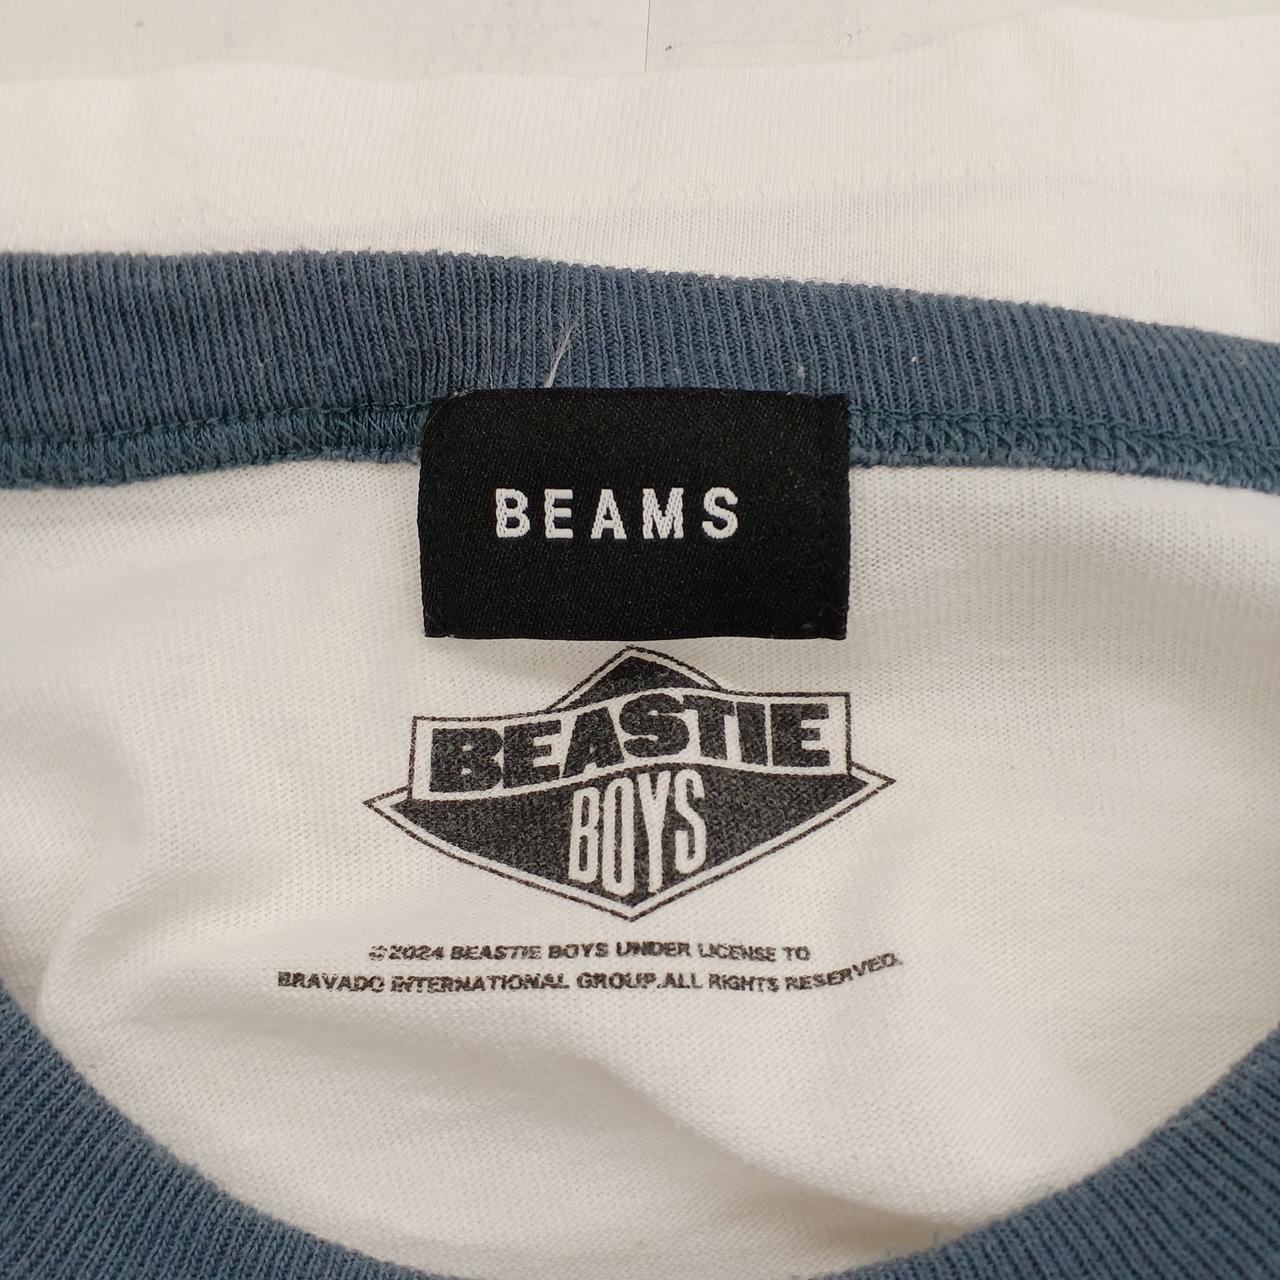 BEAMS
BEASTIE
BOYS
©2024 BEASTIE BOYS UNDER LICENSE TO
BRAVADO INTERNATIONAL GROUP.ALL RIGHTS RESERVED.